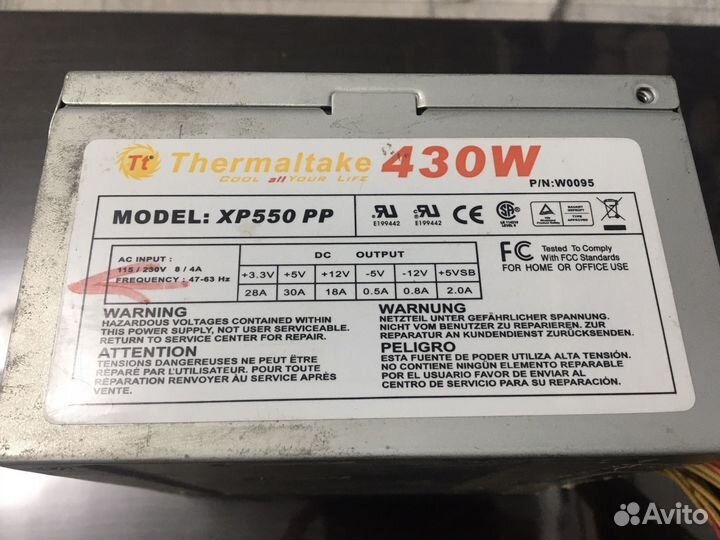 Tt Thermaltake 430W
COOL all YOUR LIFE
P/N:W0095
MODEL: XP550 PP
E199442
E199442
AC INPUT :
115 / 230V 8 / 4A
FREQUENCY : 47-63 Hz
DC OUTPUT
+3.3V +5V +12V -5V -12V +5VSB
28A 30A 18A 0.5A 0.8A 2.0A
FC Tested To Comply
With FCC Standards
FOR HOME OR OFFICE USE
WARNING
HAZARDOUS VOLTAGES CONTAINED WITHIN
THIS POWER SUPPLY, NOT USER SERVICEABLE.
RETURN TO SERVICE CENTER FOR REPAIR.
ATTENTION
TENSIONS DANGEREUSES NE PEUT ÊTRE RÉPARÉ
PAR L'UTILISATEUR. POUR TOUTE
RÉPARATION RENVOYER AU SERVICE APRÈS
VENTE.
WARNUNG
NETZTEIL UNTER GEFÄHRLICHER SPANNUNG.
NICHT VOM BENUTZER ZU REPARIEREN. ZUR
REPARATUR AN KUNDENDIENST ZURÜCKSENDEN.
PELIGRO
ESTA FUENTE DE PODER UTILIZA ALTA TENSIÓN.
NO CONTIENE NINGÚN ELEMENTO REPARABLE
POR EL USUARIO. FAVOR DE ENVIAR AL
CENTRO DE SERVICIO PARA SU REPARACIÓN.
Avito